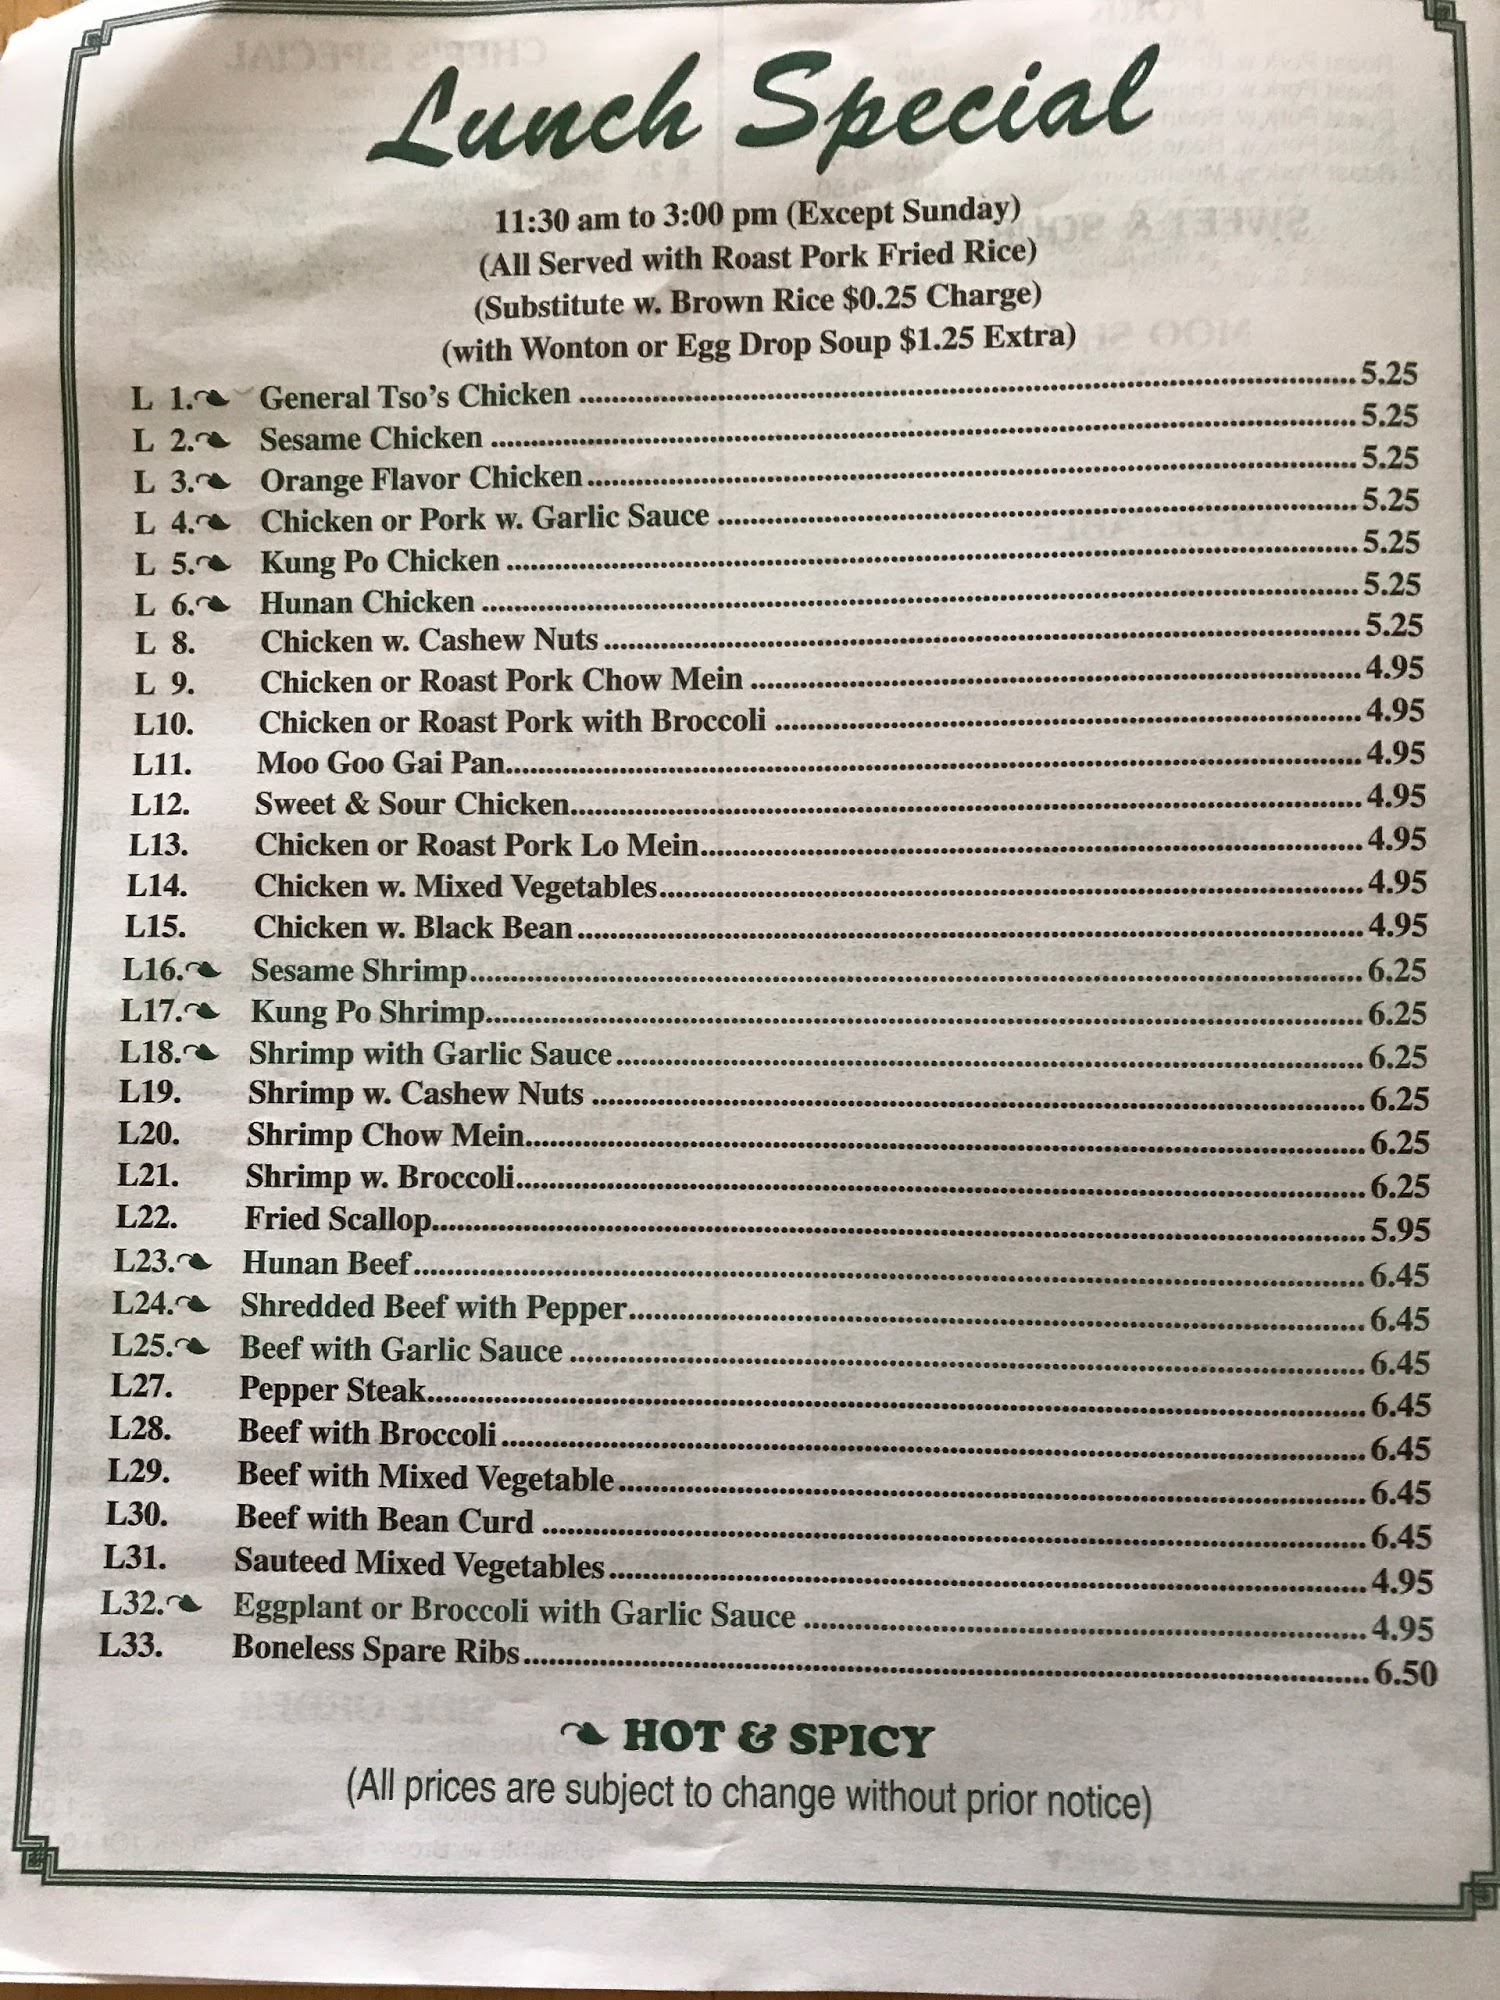 Lunch Special
11:30 am to 3:00 pm (Except Sunday)
(All Served with Roast Pork Fried Rice)
(Substitute w. Brown Rice $0.25 Charge)
(with Wonton or Egg Drop Soup $1.25 Extra)
L 1. General Tso's Chicken 5.25
L 2. Sesame Chicken 5.25
L 3. Orange Flavor Chicken 5.25
L 4. Chicken or Pork w. Garlic Sauce 5.25
L 5. Kung Po Chicken 5.25
L 6. Hunan Chicken 5.25
L 8. Chicken w. Cashew Nuts 5.25
L 9. Chicken or Roast Pork Chow Mein 4.95
L10. Chicken or Roast Pork with Broccoli 4.95
L11. Moo Goo Gai Pan 4.95
L12. Sweet & Sour Chicken 4.95
L13. Chicken or Roast Pork Lo Mein 4.95
L14. Chicken w. Mixed Vegetables 4.95
L15. Chicken w. Black Bean 4.95
L16. Sesame Shrimp 6.25
L17. Kung Po Shrimp 6.25
L18. Shrimp with Garlic Sauce 6.25
L19. Shrimp w. Cashew Nuts 6.25
L20. Shrimp Chow Mein 6.25
L21. Shrimp w. Broccoli 6.25
L22. Fried Scallop 5.95
L23. Hunan Beef 6.45
L24. Shredded Beef with Pepper 6.45
L25. Beef with Garlic Sauce 6.45
L27. Pepper Steak 6.45
L28. Beef with Broccoli 6.45
L29. Beef with Mixed Vegetable 6.45
L30. Beef with Bean Curd 6.45
L31. Sauteed Mixed Vegetables 4.95
L32. Eggplant or Broccoli with Garlic Sauce 4.95
L33. Boneless Spare Ribs 6.50
HOT & SPICY
(All prices are subject to change without prior notice)